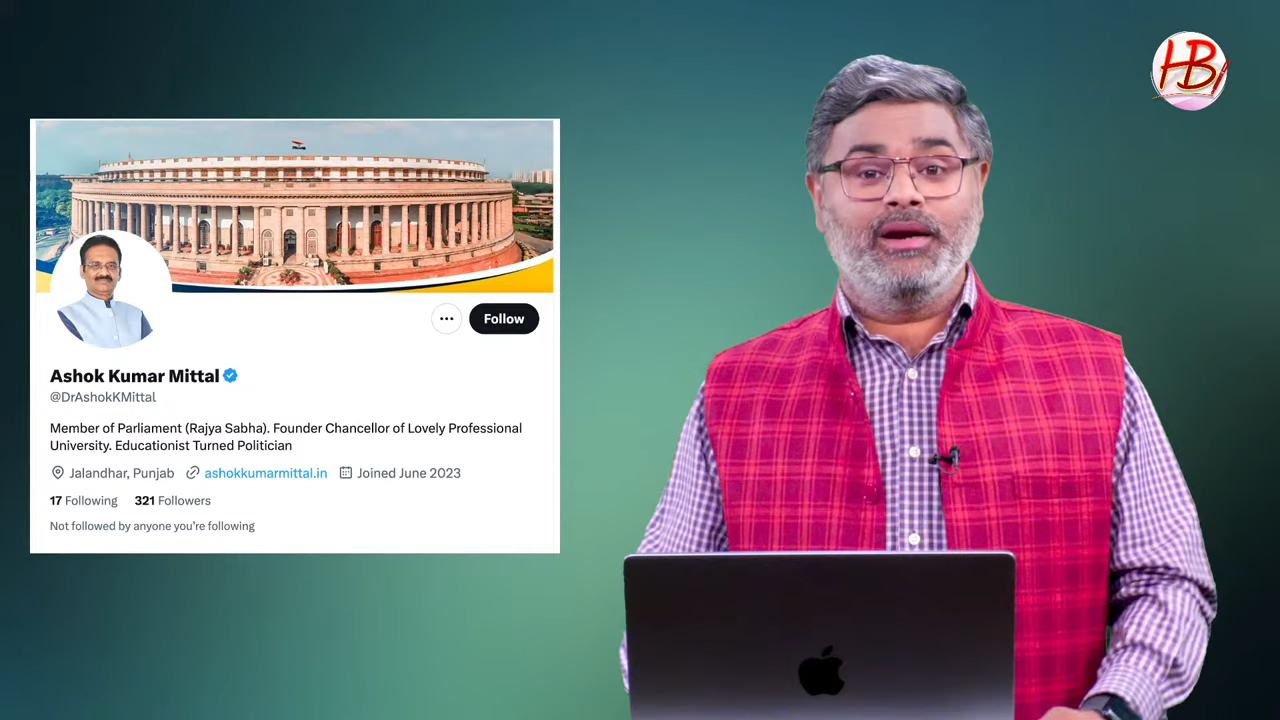 HB
Follow
Ashok Kumar Mittal
@DrAshokKMittal
Member of Parliament (Rajya Sabha). Founder Chancellor of Lovely Professional
University. Educationist Turned Politician
Jalandhar, Punjab ashokkumarmittal.in Joined June 2023
17 Following 321 Followers
Not followed by anyone you're following